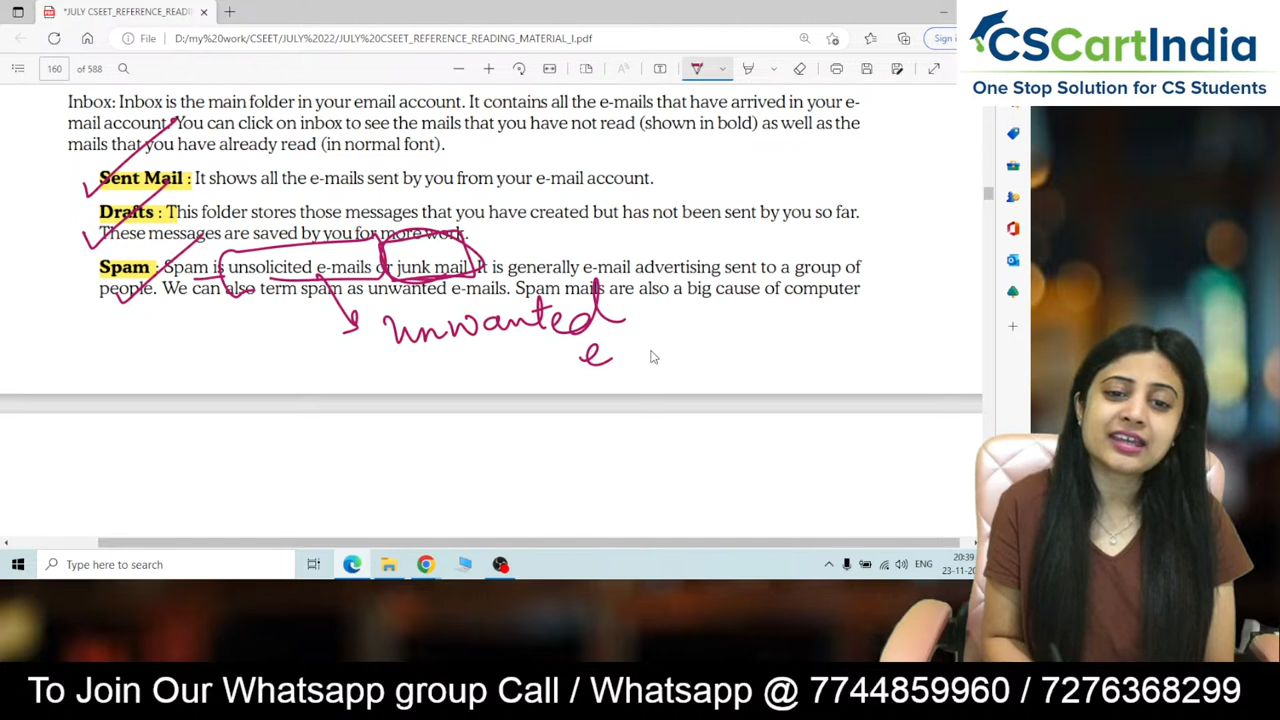 *JULY CSEET_REFERENCE_READING
File
D:/my%20work/CSEET/JULY%202022/JULY%20CSEET_REFERENCE_READING_MATERIAL_I.pdf
Sign i
CSCartIndia
One Stop Solution for CS Students
160 of 588
Inbox: Inbox is the main folder in your email account. It contains all the e-mails that have arrived in your e-
mail account. You can click on inbox to see the mails that you have not read (shown in bold) as well as the
mails that you have already read (in normal font).
Sent Mail : It shows all the e-mails sent by you from your e-mail account.
Drafts : This folder stores those messages that you have created but has not been sent by you so far.
These messages are saved by you for more work.
Spam : Spam is unsolicited e-mails or junk mail. It is generally e-mail advertising sent to a group of
people. We can also term spam as unwanted e-mails. Spam mails are also a big cause of computer
unwanted
e
Type here to search
ENG
20:39
23-11-20
To Join Our Whatsapp group Call / Whatsapp @ 7744859960 / 7276368299